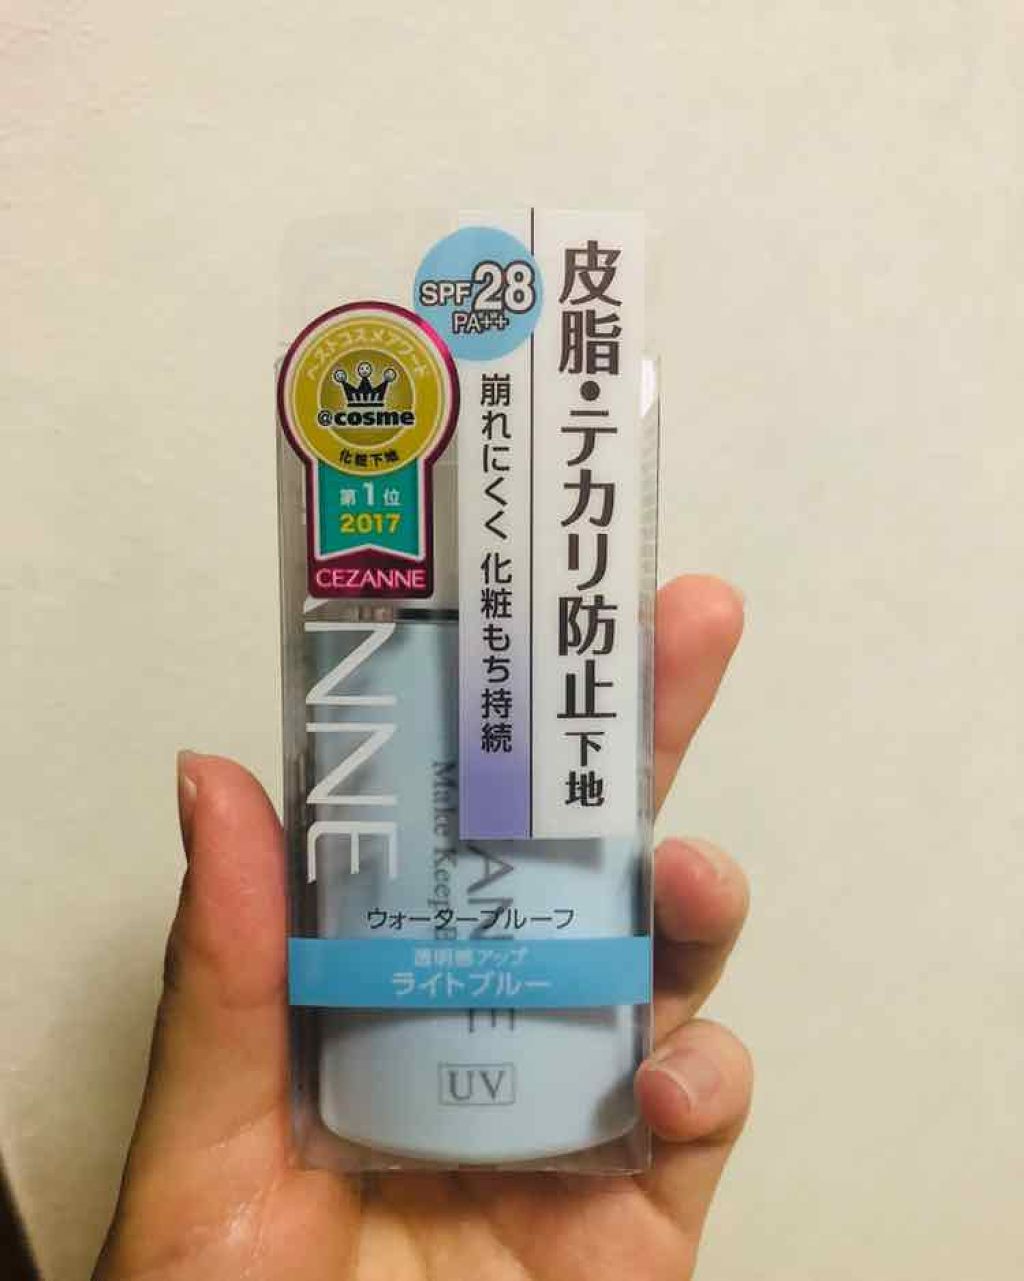 皮脂・テカリ防止下地
SPF28
PA++
崩れにくく 化粧もち持続
ベストコスメアワード
@cosme
化粧下地
第1位
2017
CEZANNE
ANNE
Make Keep
ANNE
ウォータープルーフ
透明感アップ
ライトブルー
UV